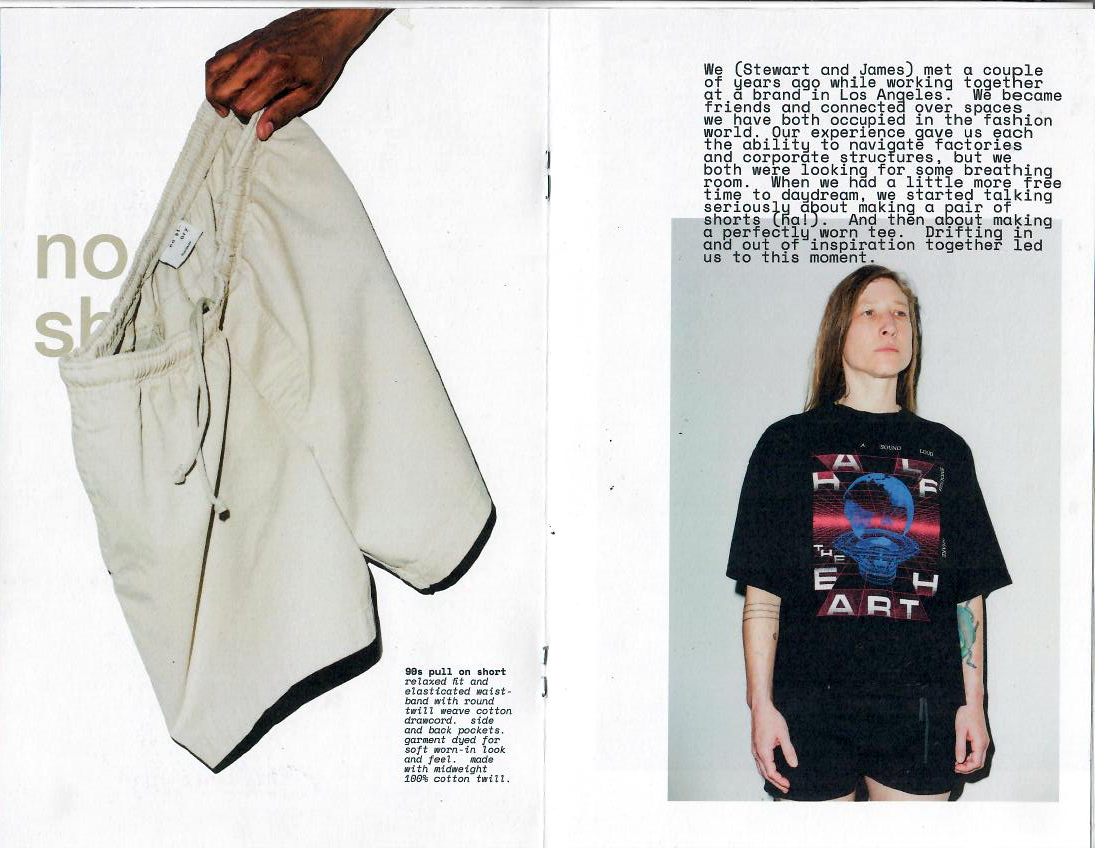 no
sh
90s pull on short
relaxed fit and
elasticated waist-
band with round
twill weave cotton
drawcord.  side
and back pockets.
garment dyed for
soft worn-in look
and feel.  made
with midweight
100% cotton twill.
We (Stewart and James) met a couple
of years ago while working together
at a brand in Los Angeles.  We became
friends and connected over spaces
we have both occupied in the fashion
world. Our experience gave us each
the ability to navigate factories
and corporate structures, but we
both were looking for some breathing
room.  When we had a little more free
time to daydream, we started talking
seriously about making a pair of
shorts (ha!).  And then about making
a perfectly worn tee.  Drifting in
and out of inspiration together led
us to this moment.
A SOUND LOUD
A L
H F
THE
E H
ART